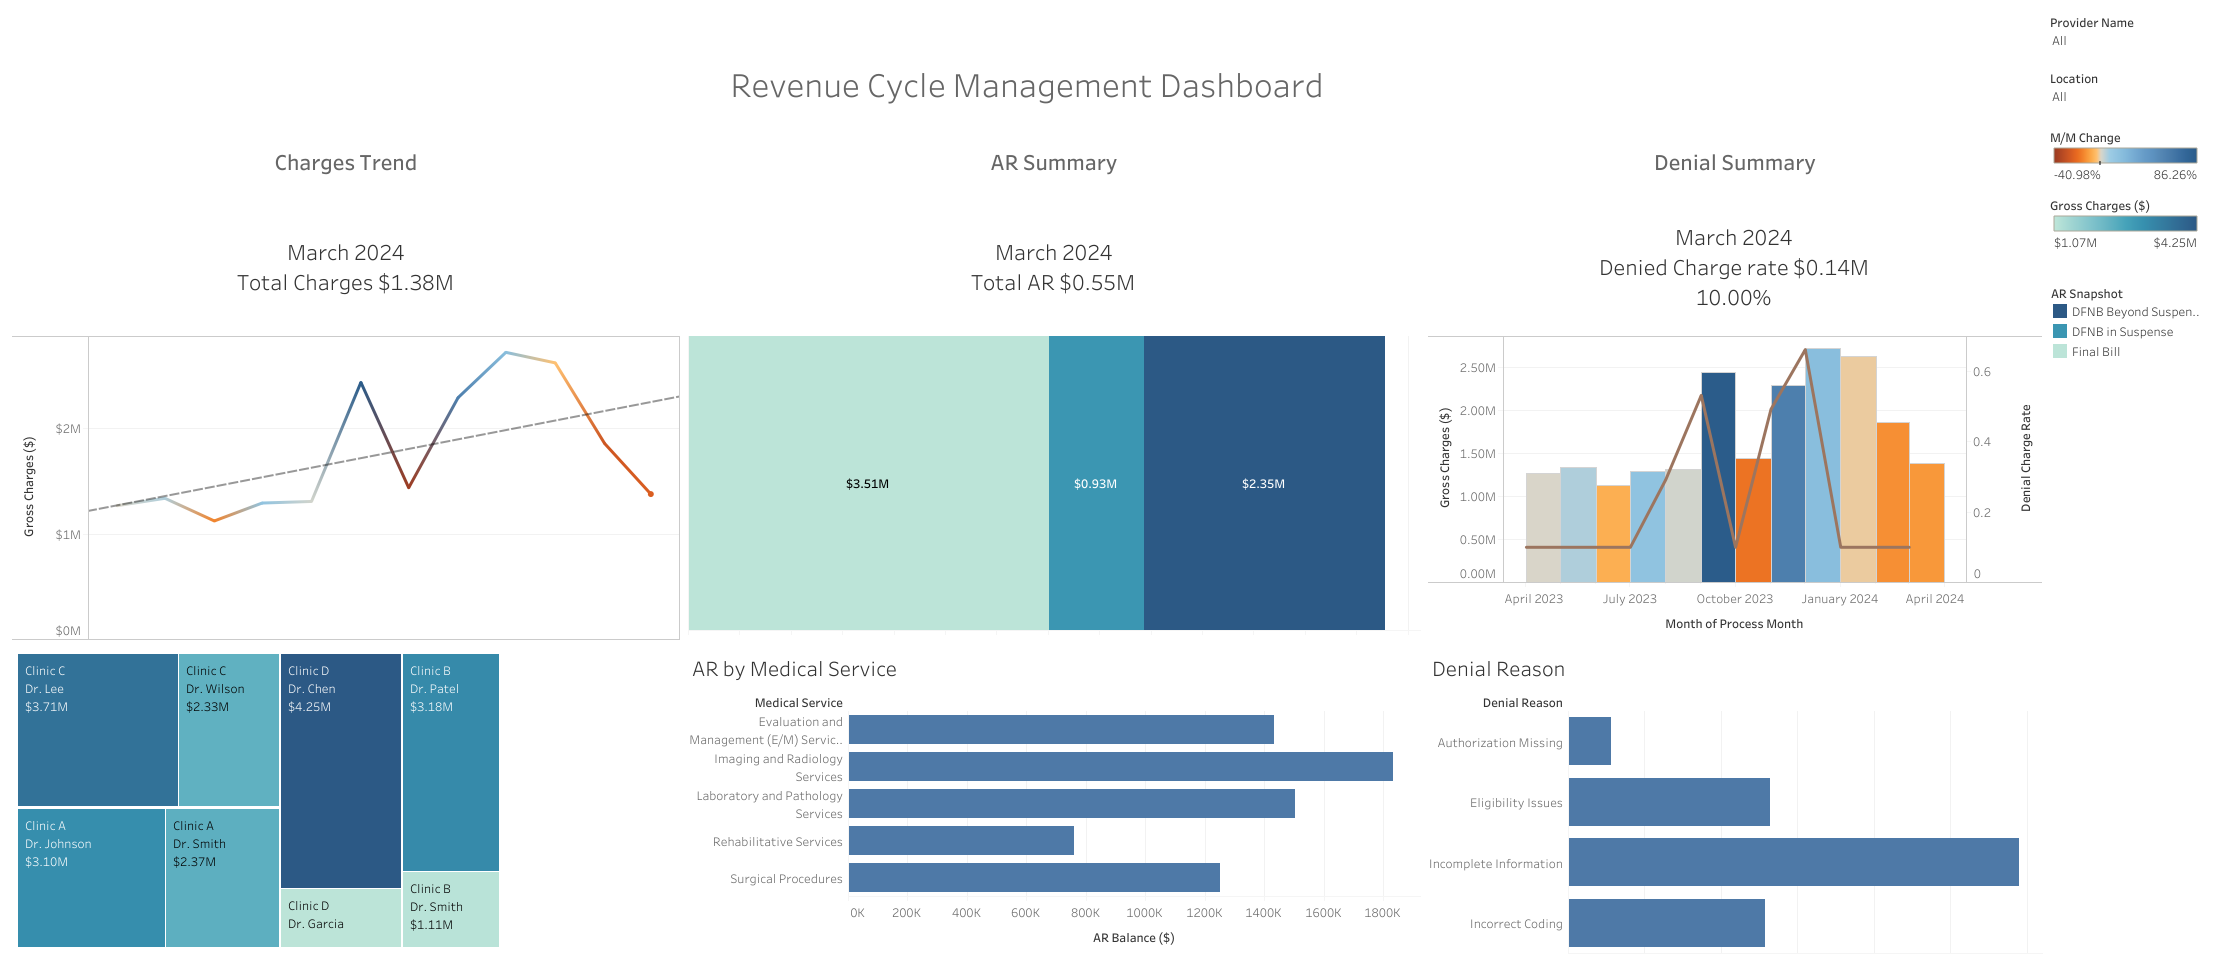 Revenue Cycle Management Dashboard
Provider Name
All
Location
All
M/M Change
-40.98% 86.26%
Gross Charges ($)
$1.07M $4.25M
AR Snapshot
DFNB Beyond Suspen..
DFNB in Suspense
Final Bill
Charges Trend
March 2024
Total Charges $1.38M
Gross Charges ($)
$2M
$1M
$0M
Clinic C
Dr. Lee
$3.71M
Clinic C
Dr. Wilson
$2.33M
Clinic D
Dr. Chen
$4.25M
Clinic B
Dr. Patel
$3.18M
Clinic A
Dr. Johnson
$3.10M
Clinic A
Dr. Smith
$2.37M
Clinic D
Dr. Garcia
Clinic B
Dr. Smith
$1.11M
AR Summary
March 2024
Total AR $0.55M
$3.51M
$0.93M
$2.35M
AR by Medical Service
Medical Service
Evaluation and
Management (E/M) Servic..
Imaging and Radiology
Services
Laboratory and Pathology
Services
Rehabilitative Services
Surgical Procedures
0K 200K 400K 600K 800K 1000K 1200K 1400K 1600K 1800K
AR Balance ($)
Denial Summary
March 2024
Denied Charge rate $0.14M
10.00%
Gross Charges ($)
2.50M
2.00M
1.50M
1.00M
0.50M
0.00M
0.6
0.4
0.2
0
Denial Charge Rate
April 2023 July 2023 October 2023 January 2024 April 2024
Month of Process Month
Denial Reason
Denial Reason
Authorization Missing
Eligibility Issues
Incomplete Information
Incorrect Coding